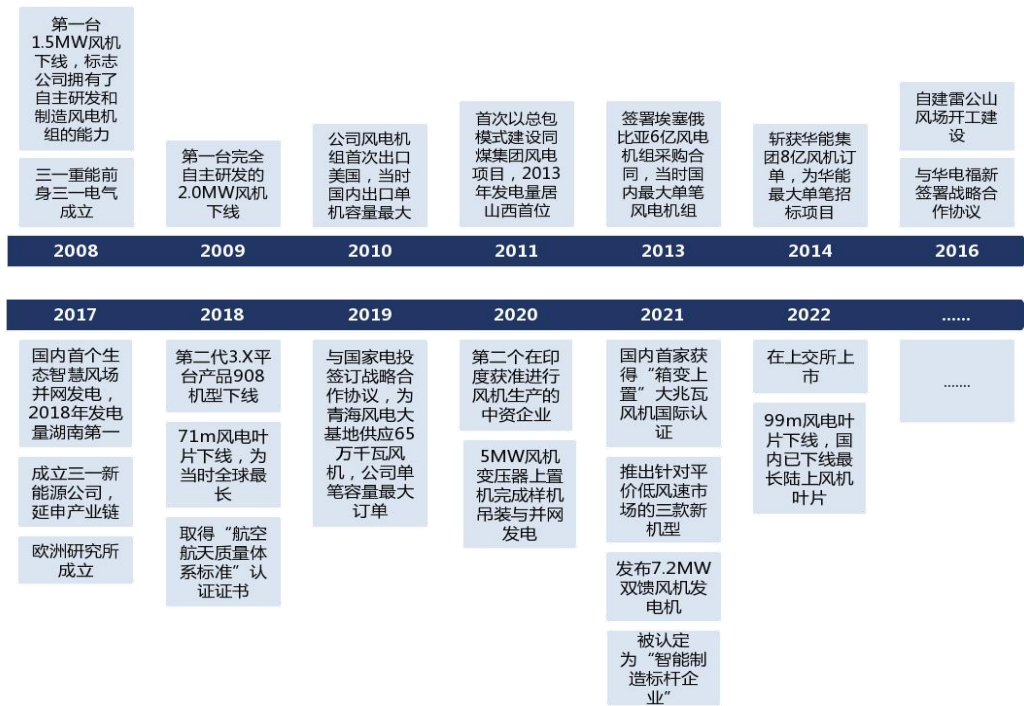 第一台
1.5MW风机
下线，标志
公司拥有了
自主研发和
制造风电机
组的能力
三一重能前
身三一电气
成立
第一台完全
自主研发的
2.0MW风机
下线
公司风电机
组首次出口
美国，当时
国内出口单
机容量最大
首次以总包
模式建设同
煤集团风电
项目，2013
年发电量居
山西首位
签署埃塞俄
比亚6亿风电
机组采购合
同，当时国
内最大单笔
风电机组
斩获华能集
团8亿风机订
单，为华能
最大单笔招
标项目
自建雷公山
风场开工建
设
与华电福新
签署战略合
作协议
2008
2009
2010
2011
2013
2014
2016
2017
2018
2019
2020
2021
2022
......
国内首个生
态智慧风场
并网发电，
2018年发电
量湖南第一
成立三一新
能源公司，
延申产业链
欧洲研究所
成立
第二代3.X平
台产品908
机型下线
71m风电叶
片下线，为
当时全球最
长
取得“航空
航天质量体
系标准”认
证证书
与国家电投
签订战略合
作协议，为
青海风电大
基地供应65
万千瓦风
机，公司单
笔容量最大
订单
第二个在印
度获准进行
风机生产的
中资企业
5MW风机
变压器上置
机完成样机
吊装与并网
发电
国内首家获
得“箱变上
置”大兆瓦
风机国际认
证
推出针对平
价低风速市
场的三款新
机型
发布7.2MW
双馈风机发
电机
被认定
为“智能制
造标杆企
业”
在上交所上
市
99m风电叶
片下线，国
内已下线最
长陆上风机
叶片
.......